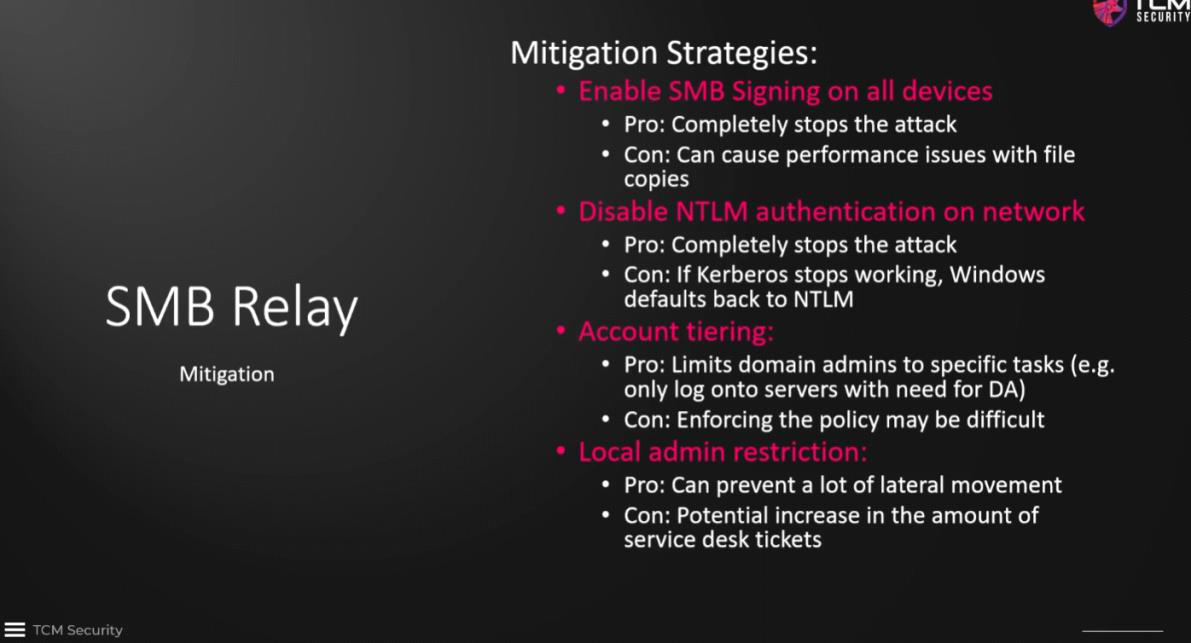 TCM
SECURITY
Mitigation Strategies:
• Enable SMB Signing on all devices
• Pro: Completely stops the attack
• Con: Can cause performance issues with file
copies
• Disable NTLM authentication on network
• Pro: Completely stops the attack
• Con: If Kerberos stops working, Windows
defaults back to NTLM
• Account tiering:
• Pro: Limits domain admins to specific tasks (e.g.
only log onto servers with need for DA)
• Con: Enforcing the policy may be difficult
• Local admin restriction:
• Pro: Can prevent a lot of lateral movement
• Con: Potential increase in the amount of
service desk tickets
SMB Relay
Mitigation
TCM Security